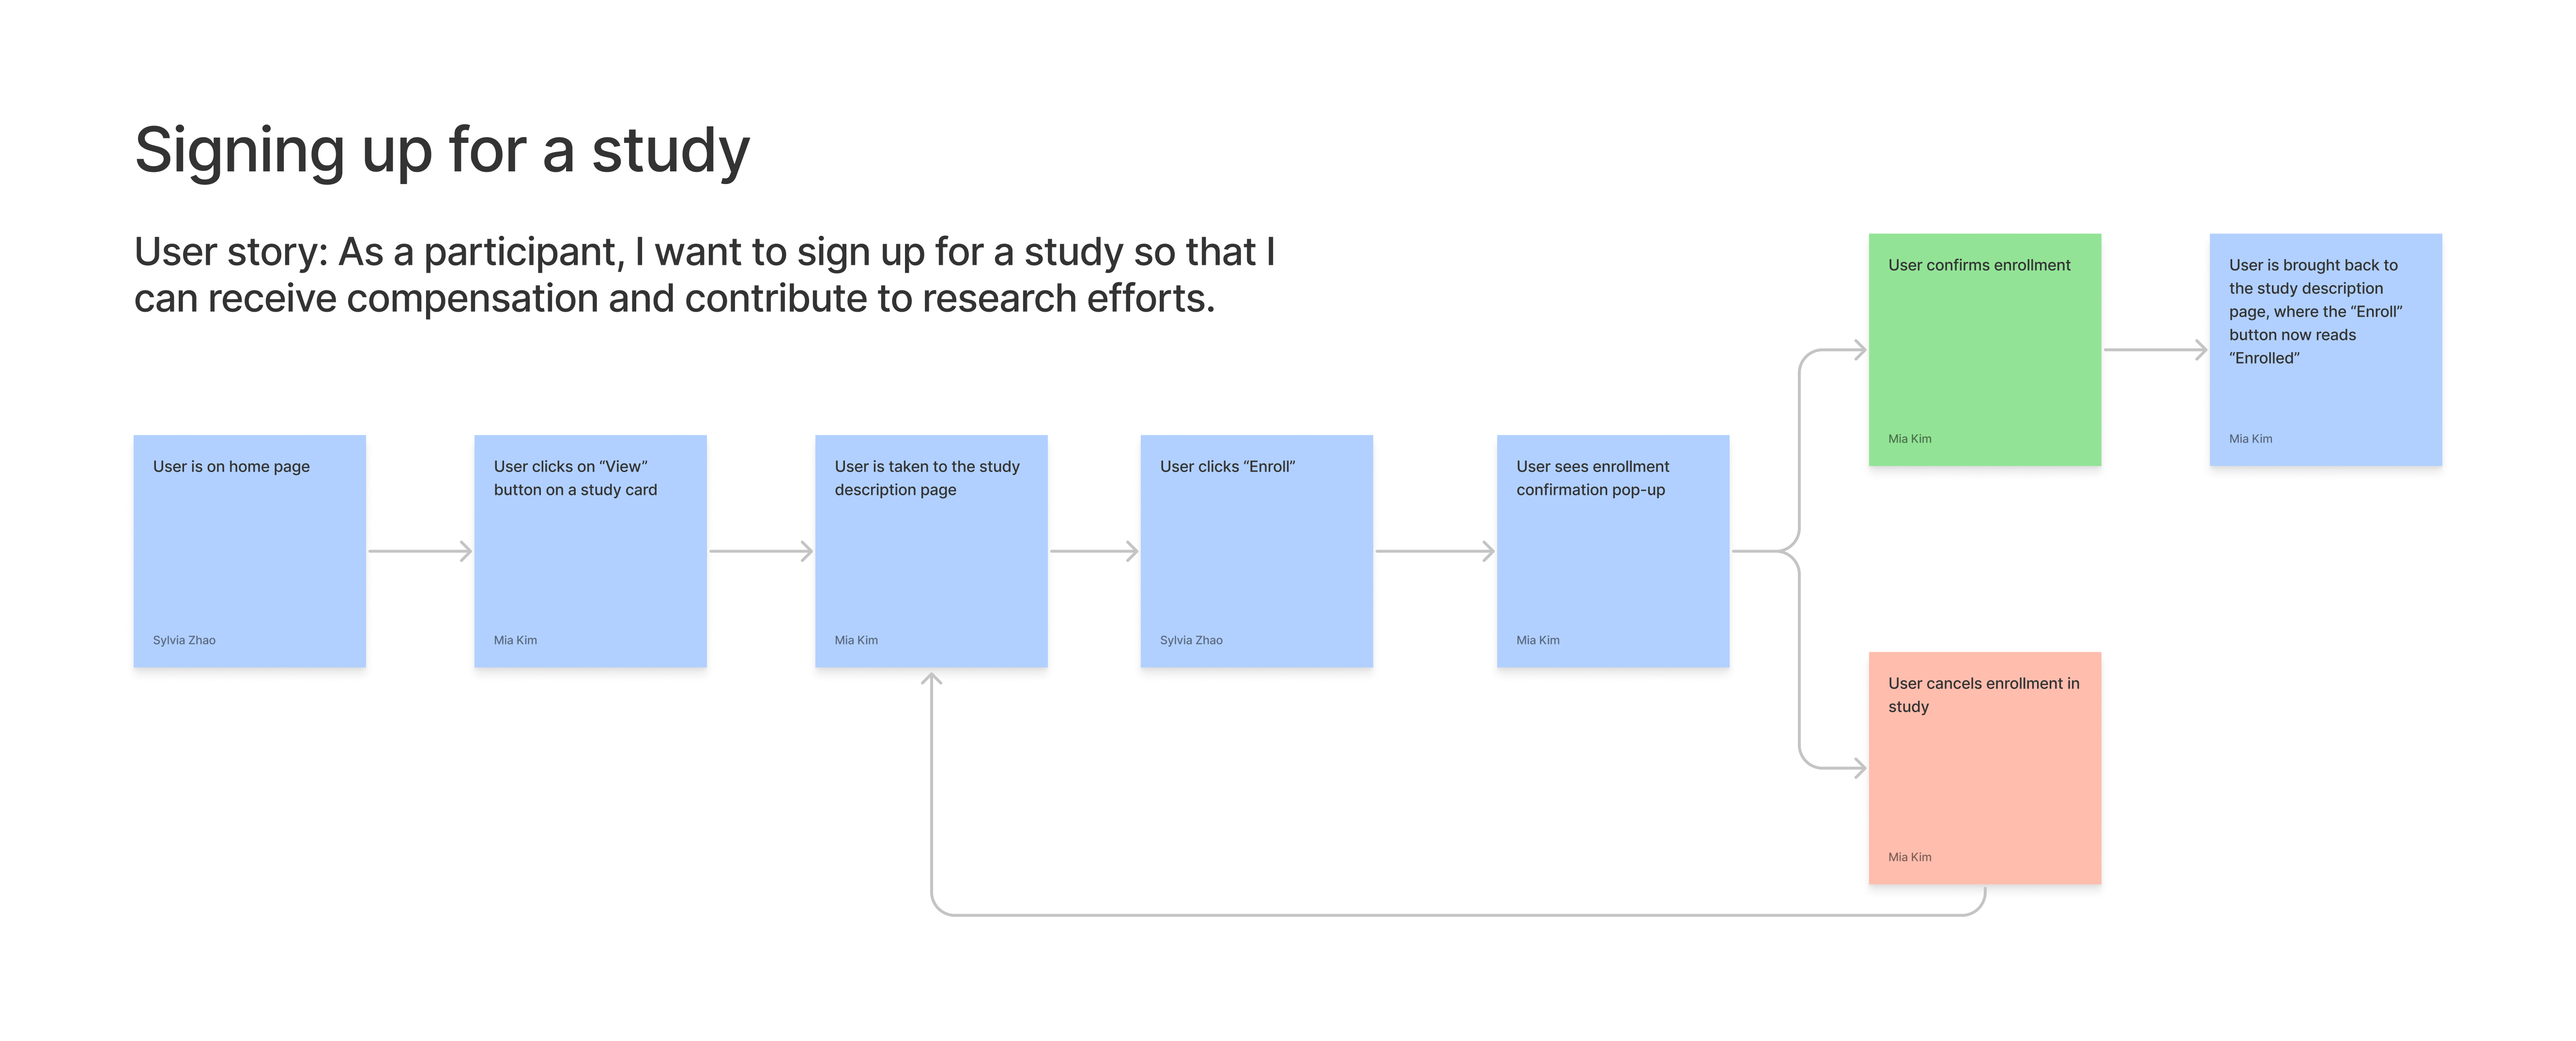 Signing up for a study
User story: As a participant, I want to sign up for a study so that I
can receive compensation and contribute to research efforts.
User is on home page
Sylvia Zhao
User clicks on “View”
button on a study card
Mia Kim
User is taken to the study
description page
Mia Kim
User clicks “Enroll”
Sylvia Zhao
User sees enrollment
confirmation pop-up
Mia Kim
User confirms enrollment
Mia Kim
User is brought back to
the study description
page, where the “Enroll”
button now reads
“Enrolled”
Mia Kim
User cancels enrollment in
study
Mia Kim